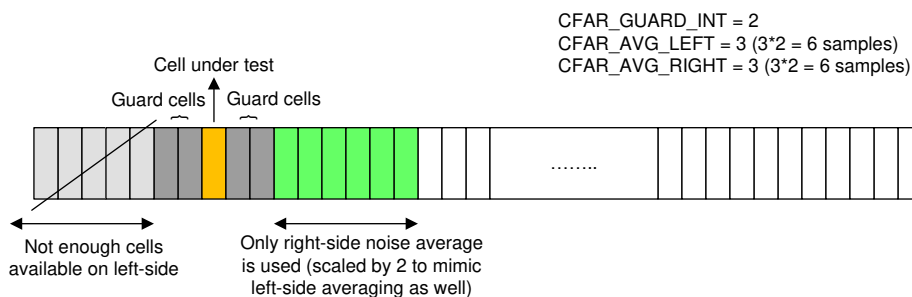 CFAR_GUARD_INT = 2
CFAR_AVG_LEFT = 3 (3*2 = 6 samples)
CFAR_AVG_RIGHT = 3 (3*2 = 6 samples)
Cell under test
Guard cells
Guard cells
........
Not enough cells
available on left-side
Only right-side noise average
is used (scaled by 2 to mimic
left-side averaging as well)